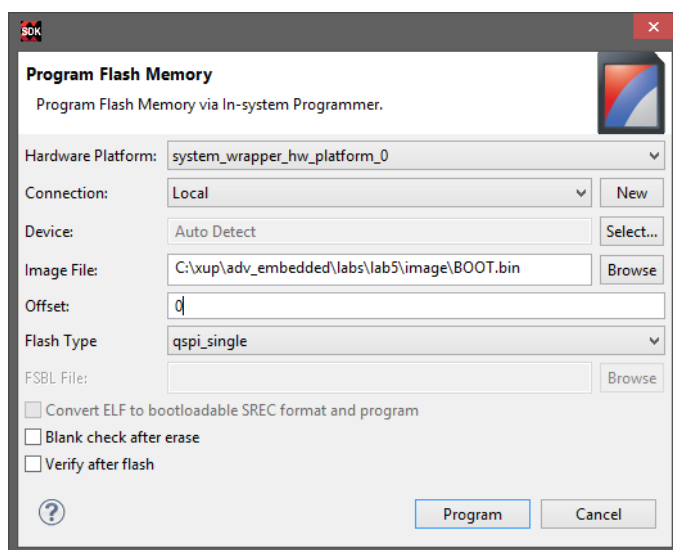 SDK
Program Flash Memory
Program Flash Memory via In-system Programmer.
Hardware Platform: system_wrapper_hw_platform_0
Connection: Local New
Device: Auto Detect Select...
Image File: C:\xup\adv_embedded\labs\lab5\image\BOOT.bin Browse
Offset: 0
Flash Type qspi_single
FSBL File: Browse
Convert ELF to bootloadable SREC format and program
Blank check after erase
Verify after flash
? Program Cancel